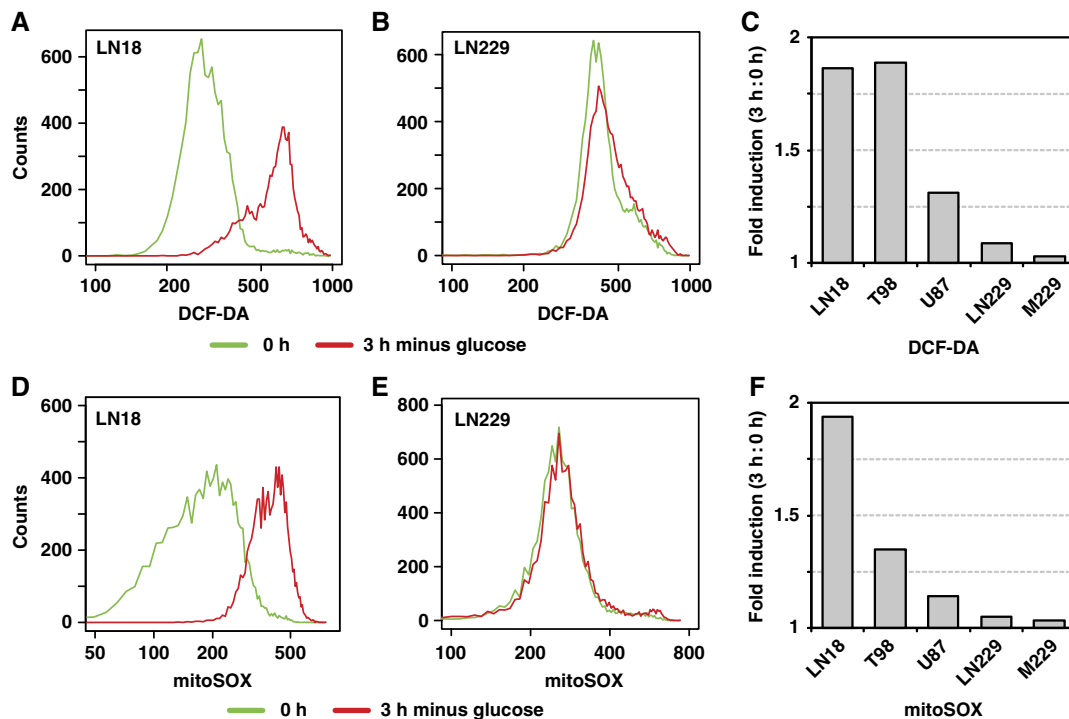 A
LN18
Counts
600
400
200
0
100 200 500 1000
DCF-DA
B
LN229
600
400
200
0
100 200 500 1000
DCF-DA
0 h 3 h minus glucose
C
Fold induction (3 h : 0 h)
2
1.5
1
LN18 T98 U87 LN229 M229
DCF-DA
D
LN18
Counts
600
400
200
0
50 100 200 500
mitoSOX
E
LN229
800
600
400
200
0
100 200 400 800
mitoSOX
0 h 3 h minus glucose
F
Fold induction (3 h : 0 h)
2
1.5
1
LN18 T98 U87 LN229 M229
mitoSOX